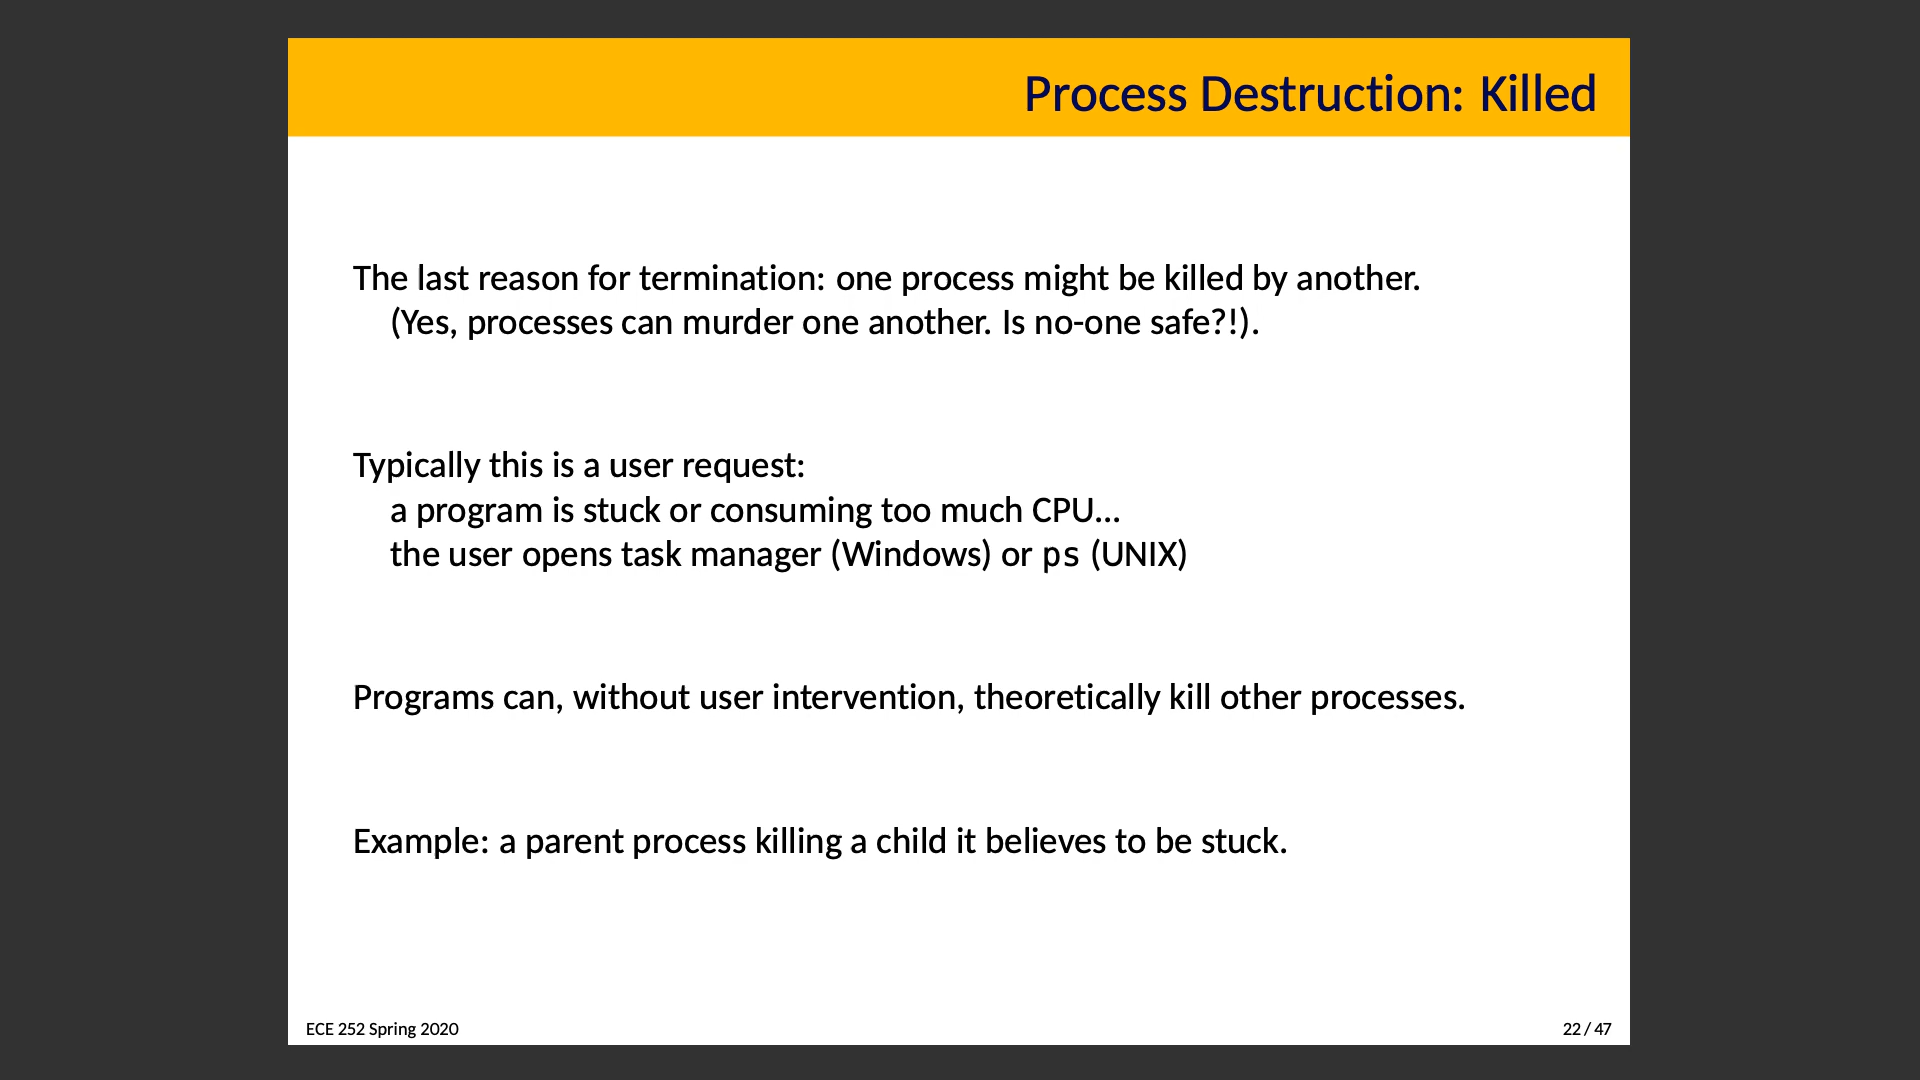 Process Destruction: Killed
The last reason for termination: one process might be killed by another.
(Yes, processes can murder one another. Is no-one safe?!).
Typically this is a user request:
a program is stuck or consuming too much CPU...
the user opens task manager (Windows) or ps (UNIX)
Programs can, without user intervention, theoretically kill other processes.
Example: a parent process killing a child it believes to be stuck.
ECE 252 Spring 2020
22 / 47